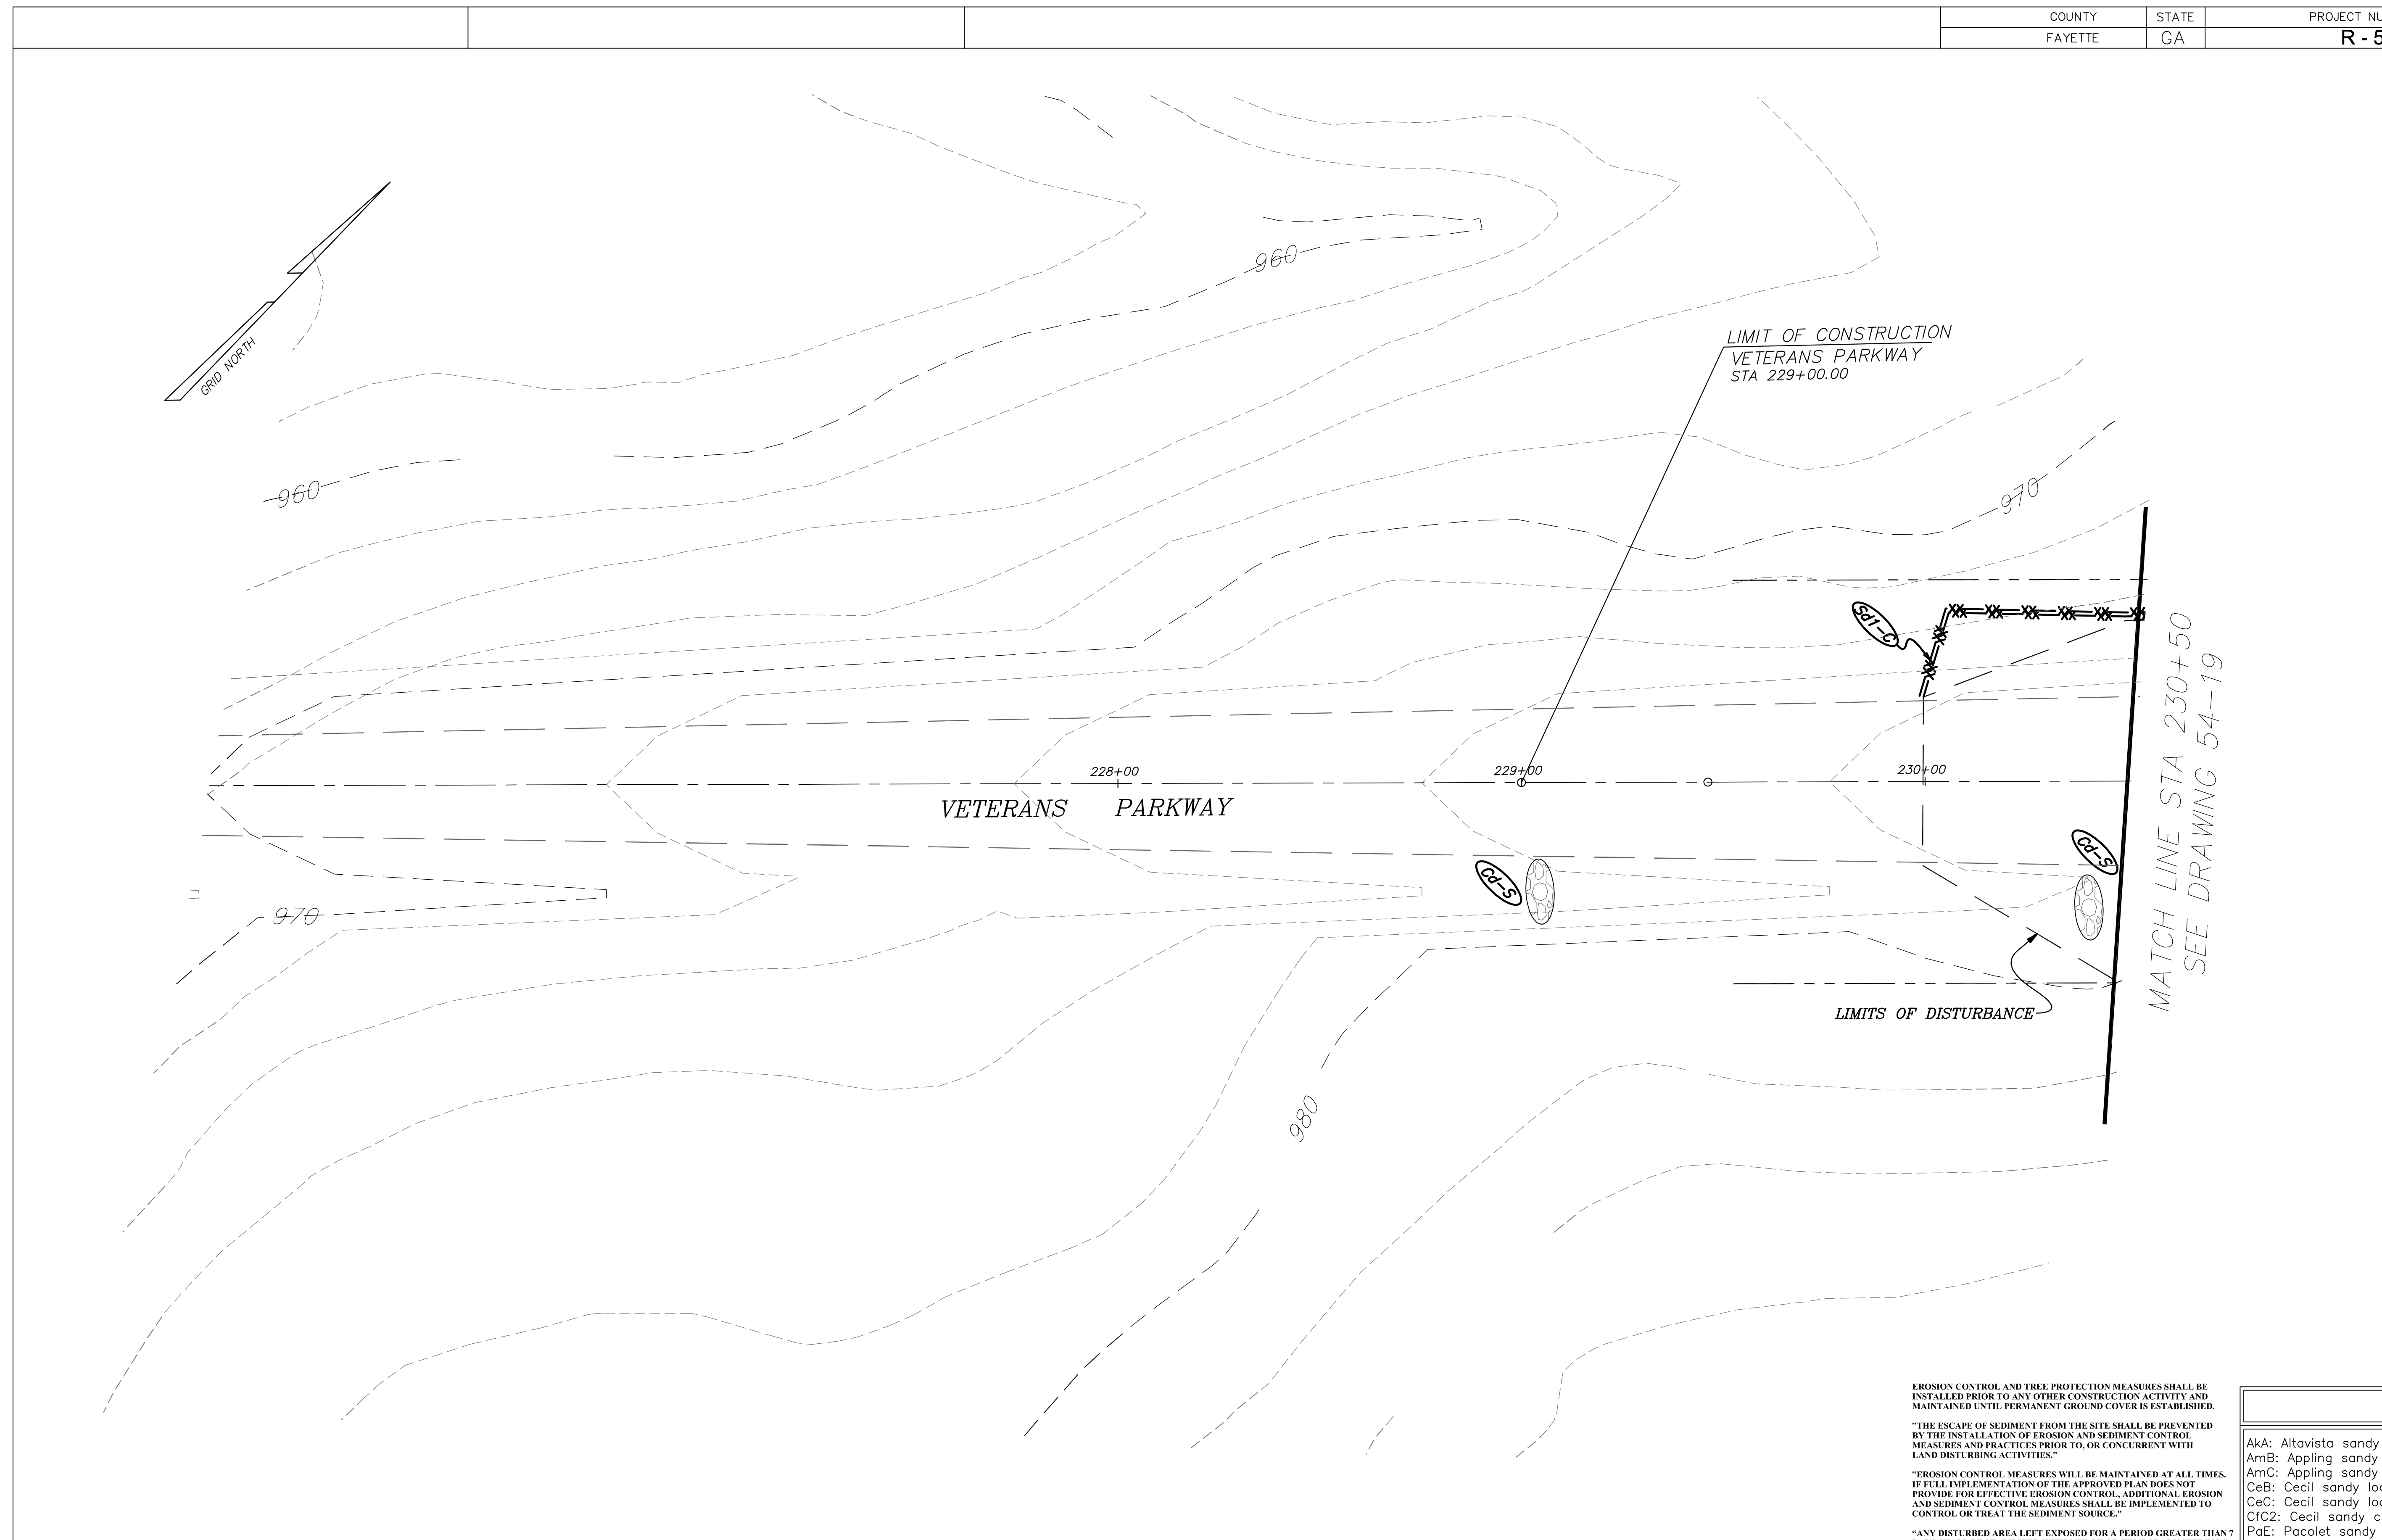 COUNTY
STATE
PROJECT NU
FAYETTE
GA
R - 5
GRID NORTH
960
LIMIT OF CONSTRUCTION
VETERANS PARKWAY
STA 229+00.00
960
970
Sd1-C
MATCH LINE STA 230+50
SEE DRAWING 54-19
228+00
229+00
230+00
VETERANS PARKWAY
Cd-S
Cd-S
970
LIMITS OF DISTURBANCE
980
EROSION CONTROL AND TREE PROTECTION MEASURES SHALL BE
INSTALLED PRIOR TO ANY OTHER CONSTRUCTION ACTIVITY AND
MAINTAINED UNTIL PERMANENT GROUND COVER IS ESTABLISHED.
"THE ESCAPE OF SEDIMENT FROM THE SITE SHALL BE PREVENTED
BY THE INSTALLATION OF EROSION AND SEDIMENT CONTROL
MEASURES AND PRACTICES PRIOR TO, OR CONCURRENT WITH
LAND DISTURBING ACTIVITIES."
"EROSION CONTROL MEASURES WILL BE MAINTAINED AT ALL TIMES.
IF FULL IMPLEMENTATION OF THE APPROVED PLAN DOES NOT
PROVIDE FOR EFFECTIVE EROSION CONTROL, ADDITIONAL EROSION
AND SEDIMENT CONTROL MEASURES SHALL BE IMPLEMENTED TO
CONTROL OR TREAT THE SEDIMENT SOURCE."
"ANY DISTURBED AREA LEFT EXPOSED FOR A PERIOD GREATER THAN 7
AkA: Altavista sandy
AmB: Appling sandy
AmC: Appling sandy
CeB: Cecil sandy loa
CeC: Cecil sandy loa
CfC2: Cecil sandy c
PaE: Pacolet sandy